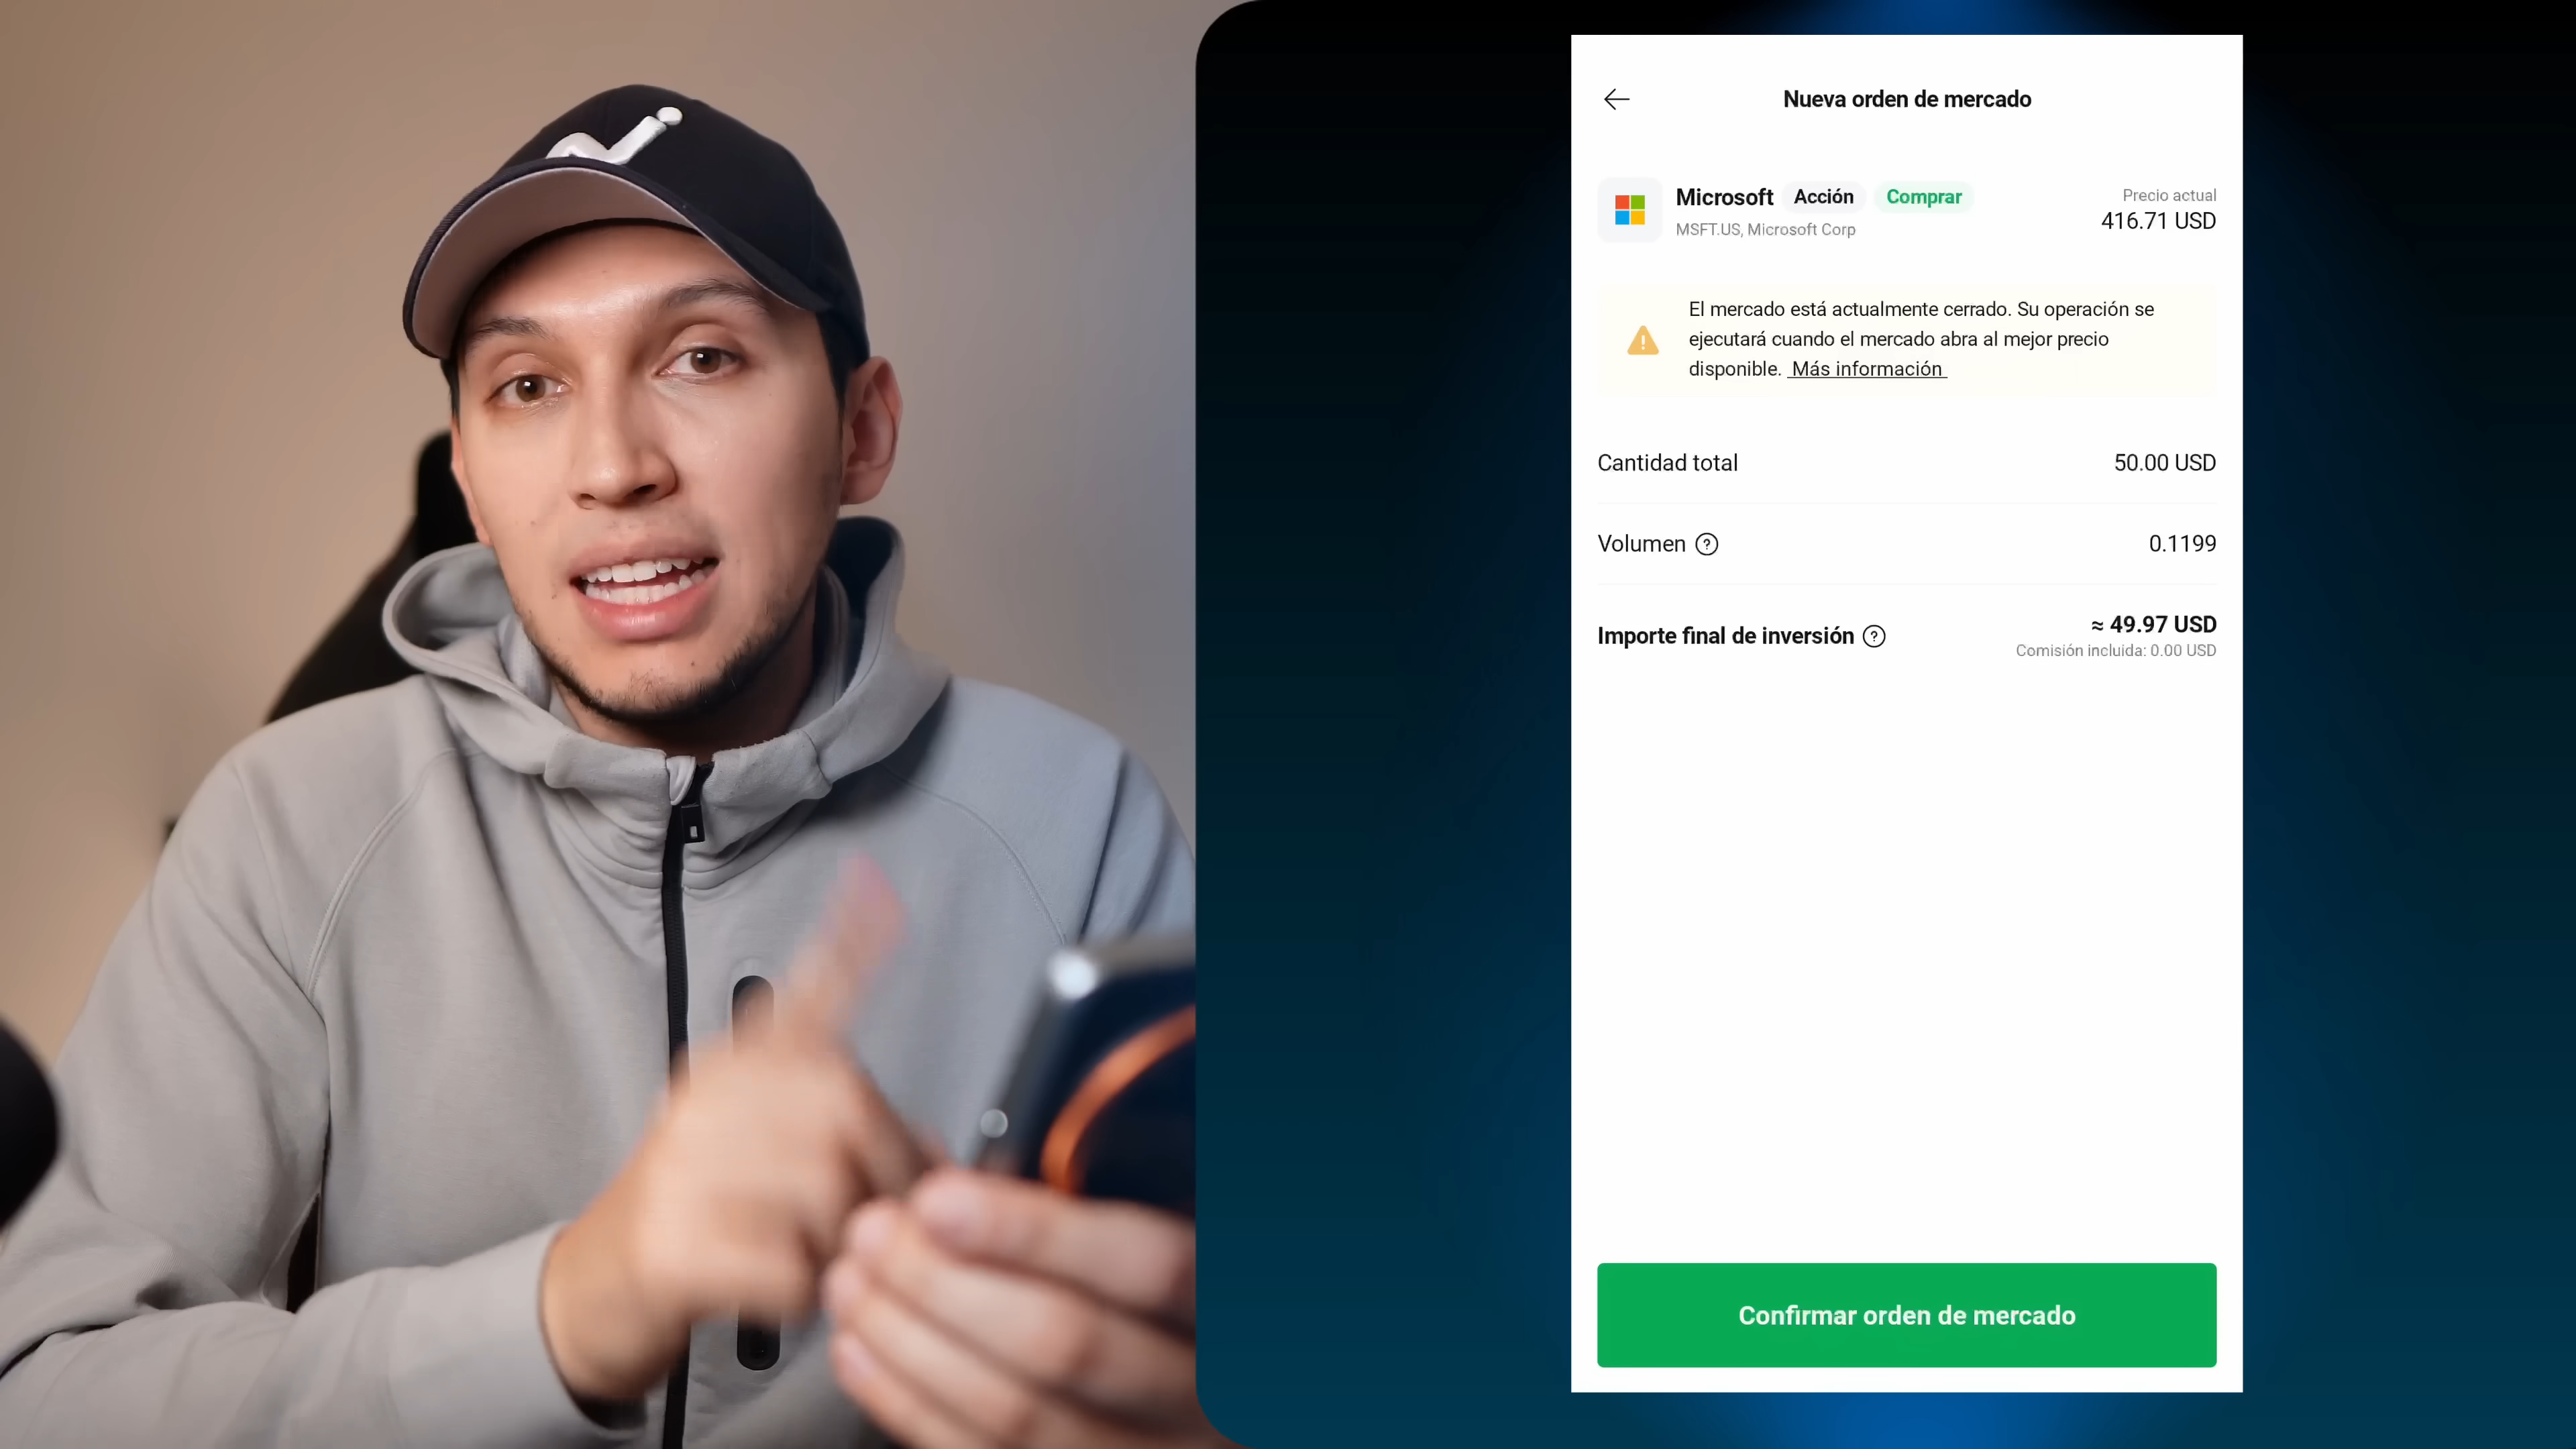 Nueva orden de mercado
Microsoft Acción Comprar
Precio actual
416.71 USD
MSFT.US, Microsoft Corp
El mercado está actualmente cerrado. Su operación se
ejecutará cuando el mercado abra al mejor precio
disponible. Más información
Cantidad total 50.00 USD
Volumen 0.1199
Importe final de inversión ≈ 49.97 USD
Comisión incluida: 0.00 USD
Confirmar orden de mercado